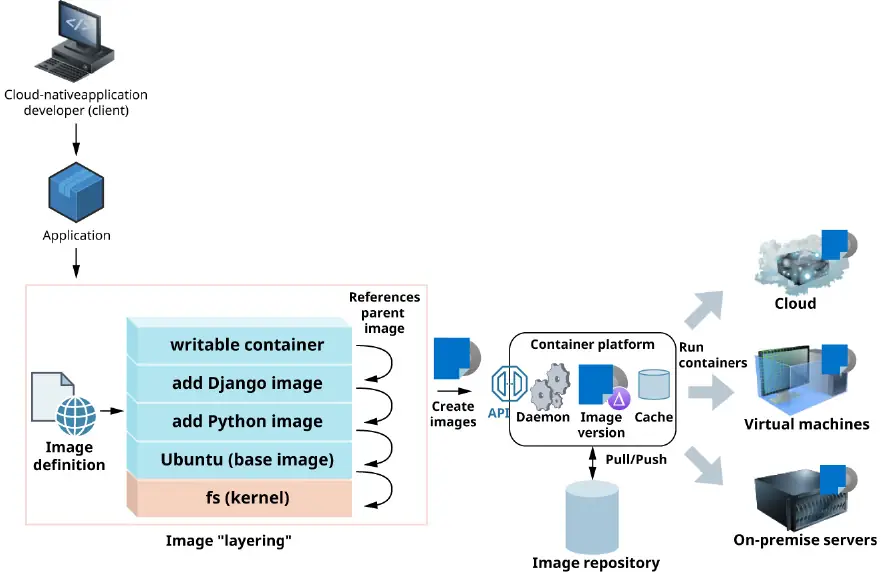 Cloud-nativeapplication
developer (client)
Application
References
parent
image
writable container
add Django image
add Python image
Ubuntu (base image)
fs (kernel)
Image
definition
Image "layering"
Create
images
Container platform
API
Daemon
Image
version
Cache
Pull/Push
Image repository
Run
containers
Cloud
Virtual machines
On-premise servers